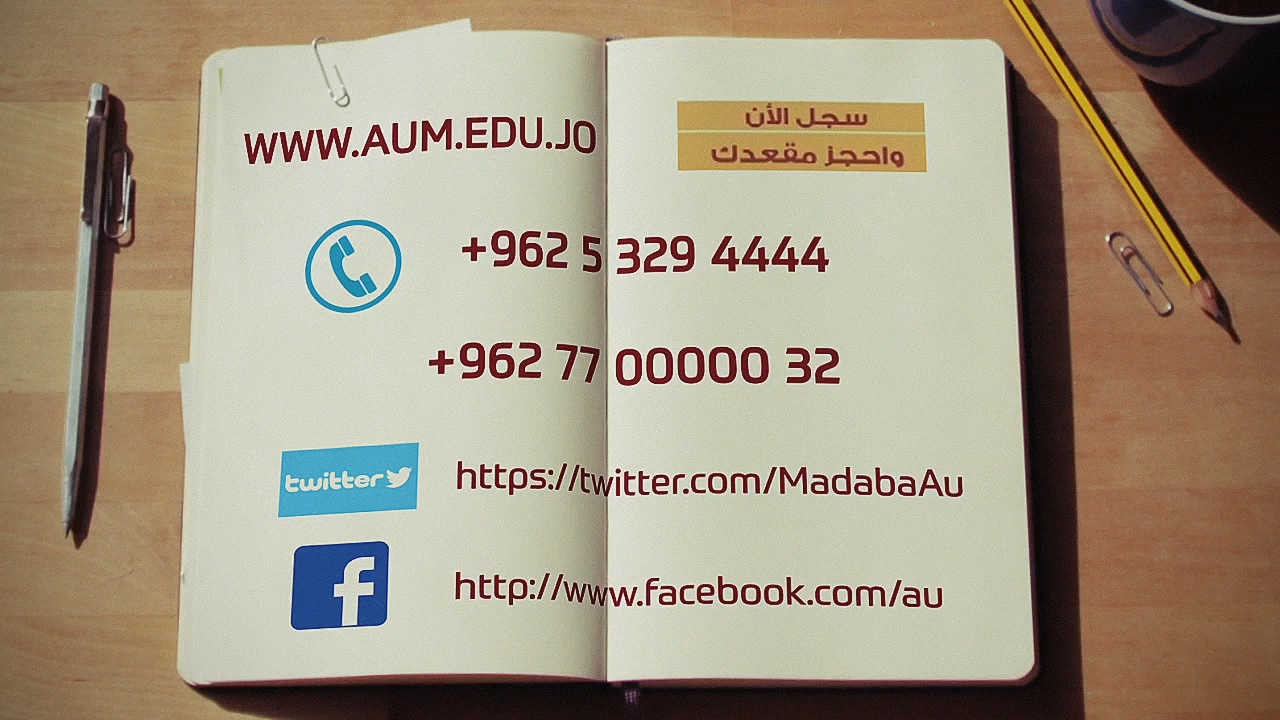 WWW.AUM.EDU.JO
سجل الأن
واحجز مقعدك
+962 5 329 4444
+962 77 00000 32
twitter
https://twitter.com/MadabaAu
f
http://www.facebook.com/au